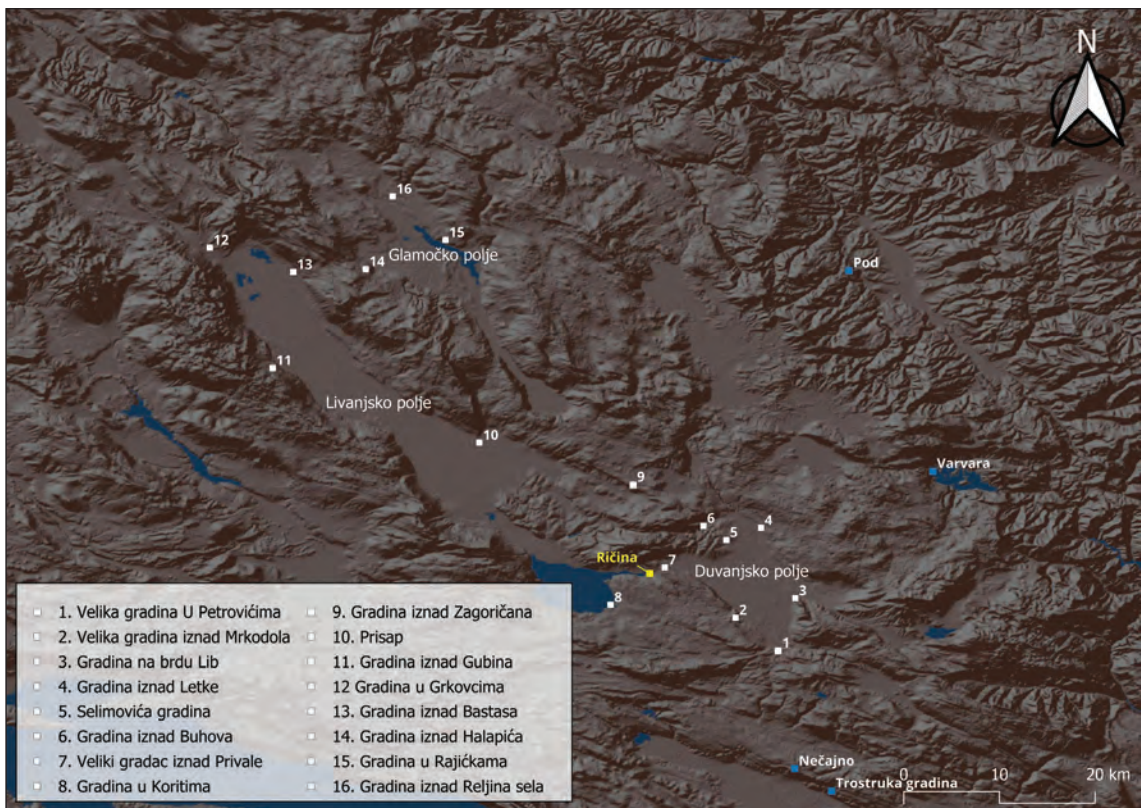 N
16
12
15
Glamočko polje
14
13
Pod
11
Livanjsko polje
10
Varvara
9
6
5
4
Ričina
7
Duvanjsko polje
8
3
2
1
1. Velika gradina U Petrovićima
2. Velika gradina iznad Mrkodola
3. Gradina na brdu Lib
4. Gradina iznad Letke
5. Selimovića gradina
6. Gradina iznad Buhova
7. Veliki gradac iznad Privale
8. Gradina u Koritima
9. Gradina iznad Zagoričana
10. Prisap
11. Gradina iznad Gubina
12 Gradina u Grkovcima
13. Gradina iznad Bastasa
14. Gradina iznad Halapića
15. Gradina u Rajićkama
16. Gradina iznad Reljina sela
Nečajno
Trostruka gradina
0 10 20 km